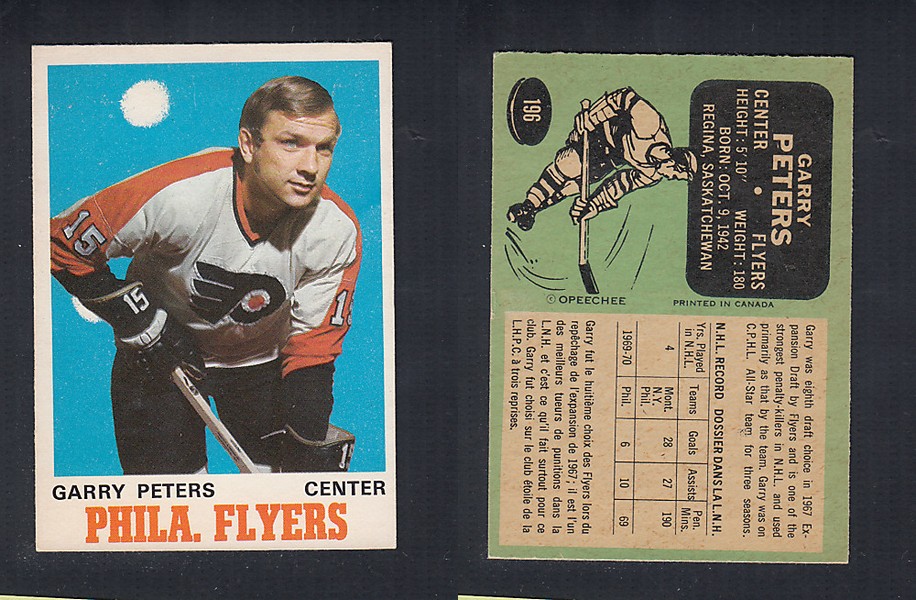 15
15
15
15
GARRY PETERS CENTER
PHILA. FLYERS
196
GARRY
PETERS
CENTER • FLYERS
HEIGHT: 5'10" WEIGHT: 180
BORN: OCT. 9, 1942
REGINA, SASKATCHEWAN
© OPEECHEE PRINTED IN CANADA
Garry was eighth draft choice in 1967 Ex-
pansion Draft by Flyers and is one of the
strongest penalty-killers in N.H.L. and used
primarily as that by the team. Garry was on
C.P.H.L. All-Star team for three seasons.
N.H.L. RECORD DOSSIER DANS LA L.N.H.
Yrs. Played in N.H.L. Teams Goals Assists Pen. Mins.
4 Mont. N.Y. Phil. 28 27 190
1969-70 Phil. 6 10 69
Garry fut le huitième choix des Flyers lors du
repêchage de l'expansion de 1967; il est l'un
des meilleurs tueurs de punitions dans la
L.N.H. et c'est ce qu'il fait surtout pour ce
club. Garry fut choisi sur le club étoile de la
L.H.P.C. à trois reprises.